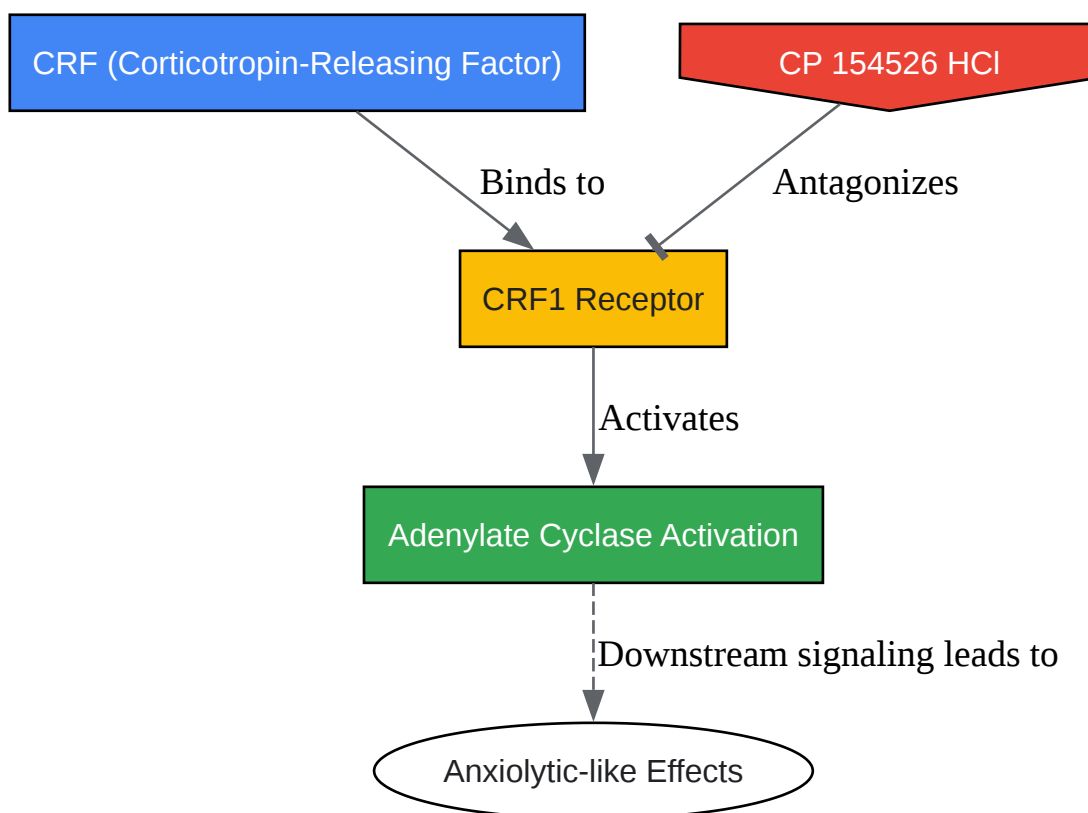 CRF (Corticotropin-Releasing Factor)
CP 154526 HCl
Binds to
Antagonizes
CRF1 Receptor
Activates
Adenylate Cyclase Activation
Downstream signaling leads to
Anxiolytic-like Effects